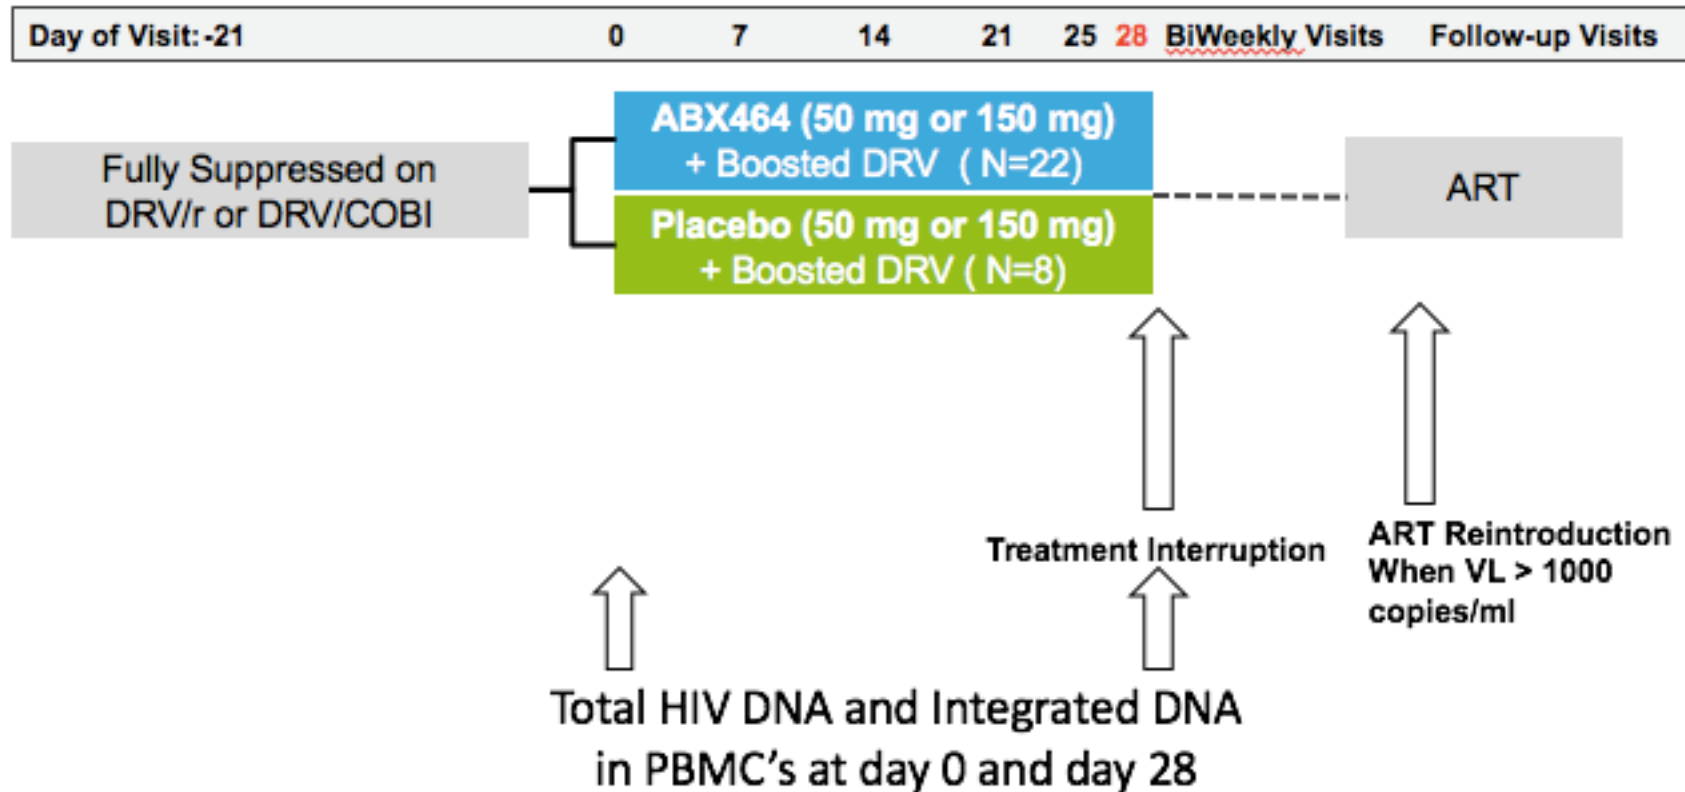 Day of Visit: -21 0 7 14 21 25 28 BiWeekly Visits Follow-up Visits
Fully Suppressed on
DRV/r or DRV/COBI
ABX464 (50 mg or 150 mg)
+ Boosted DRV ( N=22)
Placebo (50 mg or 150 mg)
+ Boosted DRV ( N=8)
ART
Treatment Interruption
ART Reintroduction
When VL > 1000
copies/ml
Total HIV DNA and Integrated DNA
in PBMC's at day 0 and day 28